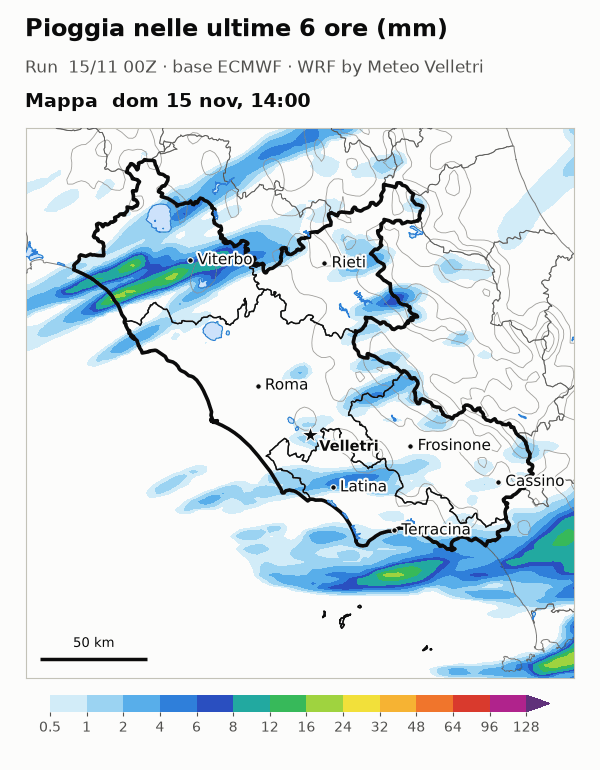 Pioggia nelle ultime 6 ore (mm)
Run  15/11 00Z · base ECMWF · WRF by Meteo Velletri
Mappa  dom 15 nov, 14:00
Viterbo
Rieti
Roma
Velletri
Frosinone
Latina
Cassino
Terracina
50 km
0.5 1 2 4 6 8 12 16 24 32 48 64 96 128